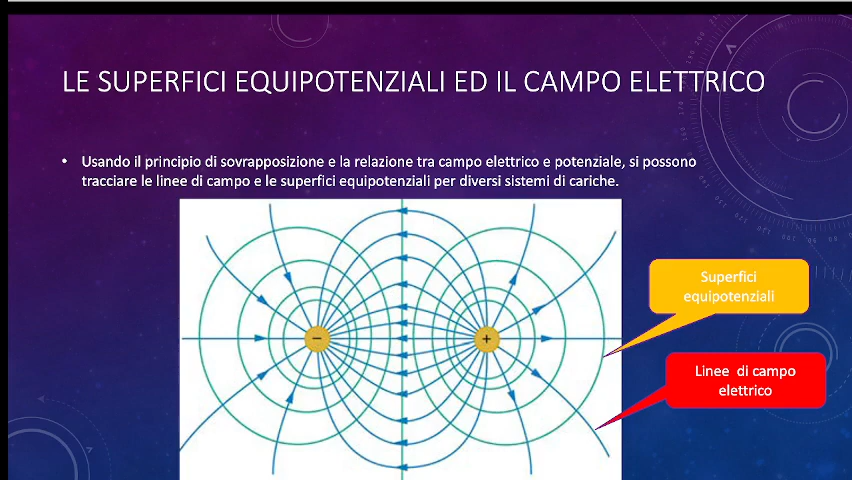 LE SUPERFICI EQUIPOTENZIALI ED IL CAMPO ELETTRICO
• Usando il principio di sovrapposizione e la relazione tra campo elettrico e potenziale, si possono
tracciare le linee di campo e le superfici equipotenziali per diversi sistemi di cariche.
Superfici
equipotenziali
− +
Linee di campo
elettrico